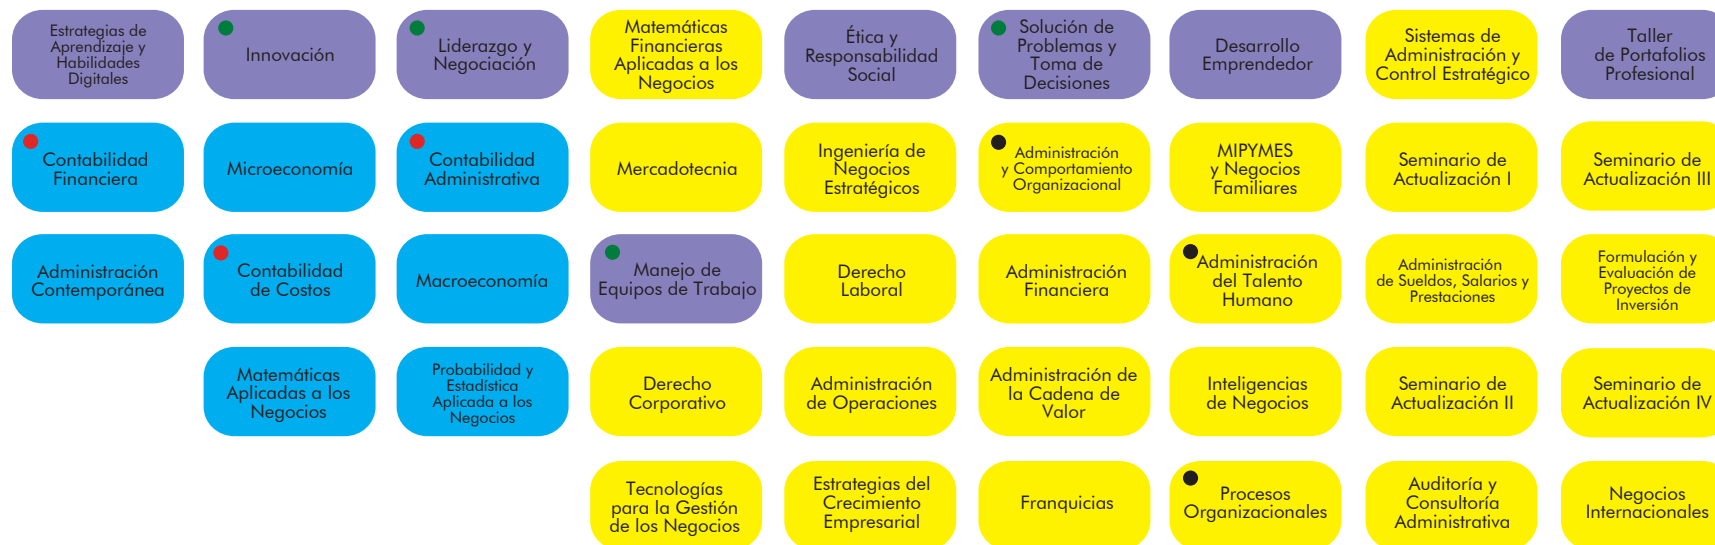 Estrategias de
Aprendizaje y
Habilidades
Digitales
Innovación
Liderazgo y
Negociación
Matemáticas
Financieras
Aplicadas a los
Negocios
Ética y
Responsabilidad
Social
Solución de
Problemas y
Toma de
Decisiones
Desarrollo
Emprendedor
Sistemas de
Administración y
Control Estratégico
Taller
de Portafolios
Profesional
Contabilidad
Financiera
Microeconomía
Contabilidad
Administrativa
Mercadotecnia
Ingeniería de
Negocios
Estratégicos
Administración
y Comportamiento
Organizacional
MIPYMES
y Negocios
Familiares
Seminario de
Actualización I
Seminario de
Actualización III
Administración
Contemporánea
Contabilidad
de Costos
Macroeconomía
Manejo de
Equipos de Trabajo
Derecho
Laboral
Administración
Financiera
Administración
del Talento
Humano
Administración
de Sueldos, Salarios y
Prestaciones
Formulación y
Evaluación de
Proyectos de
Inversión
Matemáticas
Aplicadas a los
Negocios
Probabilidad y
Estadística
Aplicada a los
Negocios
Derecho
Corporativo
Administración
de Operaciones
Administración de
la Cadena de
Valor
Inteligencias
de Negocios
Seminario de
Actualización II
Seminario de
Actualización IV
Tecnologías
para la Gestión
de los Negocios
Estrategias del
Crecimiento
Empresarial
Franquicias
Procesos
Organizacionales
Auditoría y
Consultoría
Administrativa
Negocios
Internacionales